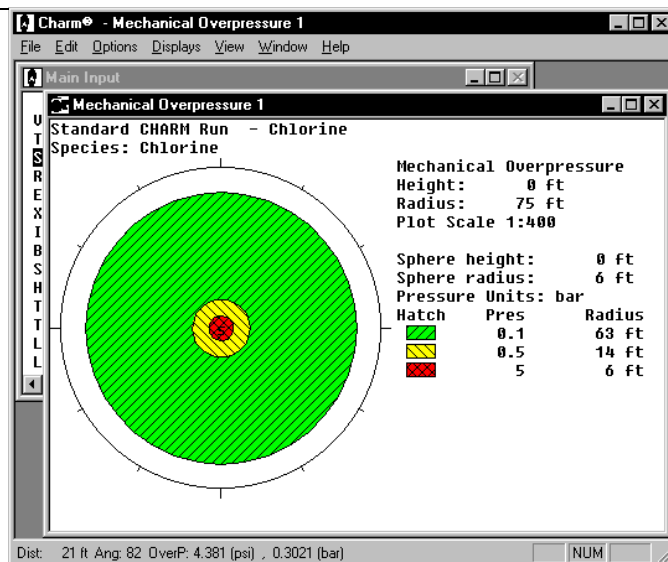 Charm® - Mechanical Overpressure 1
File Edit Options Displays View Window Help
Main Input
Mechanical Overpressure 1
U
T
S
R
E
X
I
B
S
H
T
T
L
L
Standard CHARM Run - Chlorine
Species: Chlorine
S
Mechanical Overpressure
Height: 0 ft
Radius: 75 ft
Plot Scale 1:400
Sphere height: 0 ft
Sphere radius: 6 ft
Pressure Units: bar
Hatch Pres Radius
0.1 63 ft
0.5 14 ft
5 6 ft
Dist: 21 ft Ang: 82 OverP: 4.381 (psi) , 0.3021 (bar)
NUM